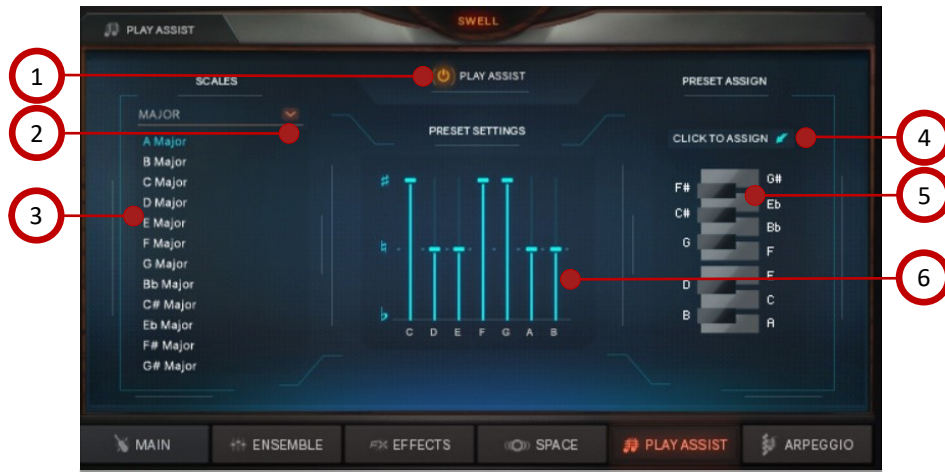 SWELL
PLAY ASSIST
1
PLAY ASSIST
SCALES
PRESET ASSIGN
MAJOR
2
PRESET SETTINGS
CLICK TO ASSIGN
4
A Major
B Major
C Major
D Major
E Major
F Major
G Major
Bb Major
C# Major
Eb Major
F# Major
G# Major
3
♯
♮
♭
C D E F G A B
G#
F#
5
Eb
C#
Bb
G
F
6
E
D
C
B
A
MAIN
ENSEMBLE
FX EFFECTS
SPACE
PLAY ASSIST
ARPEGGIO